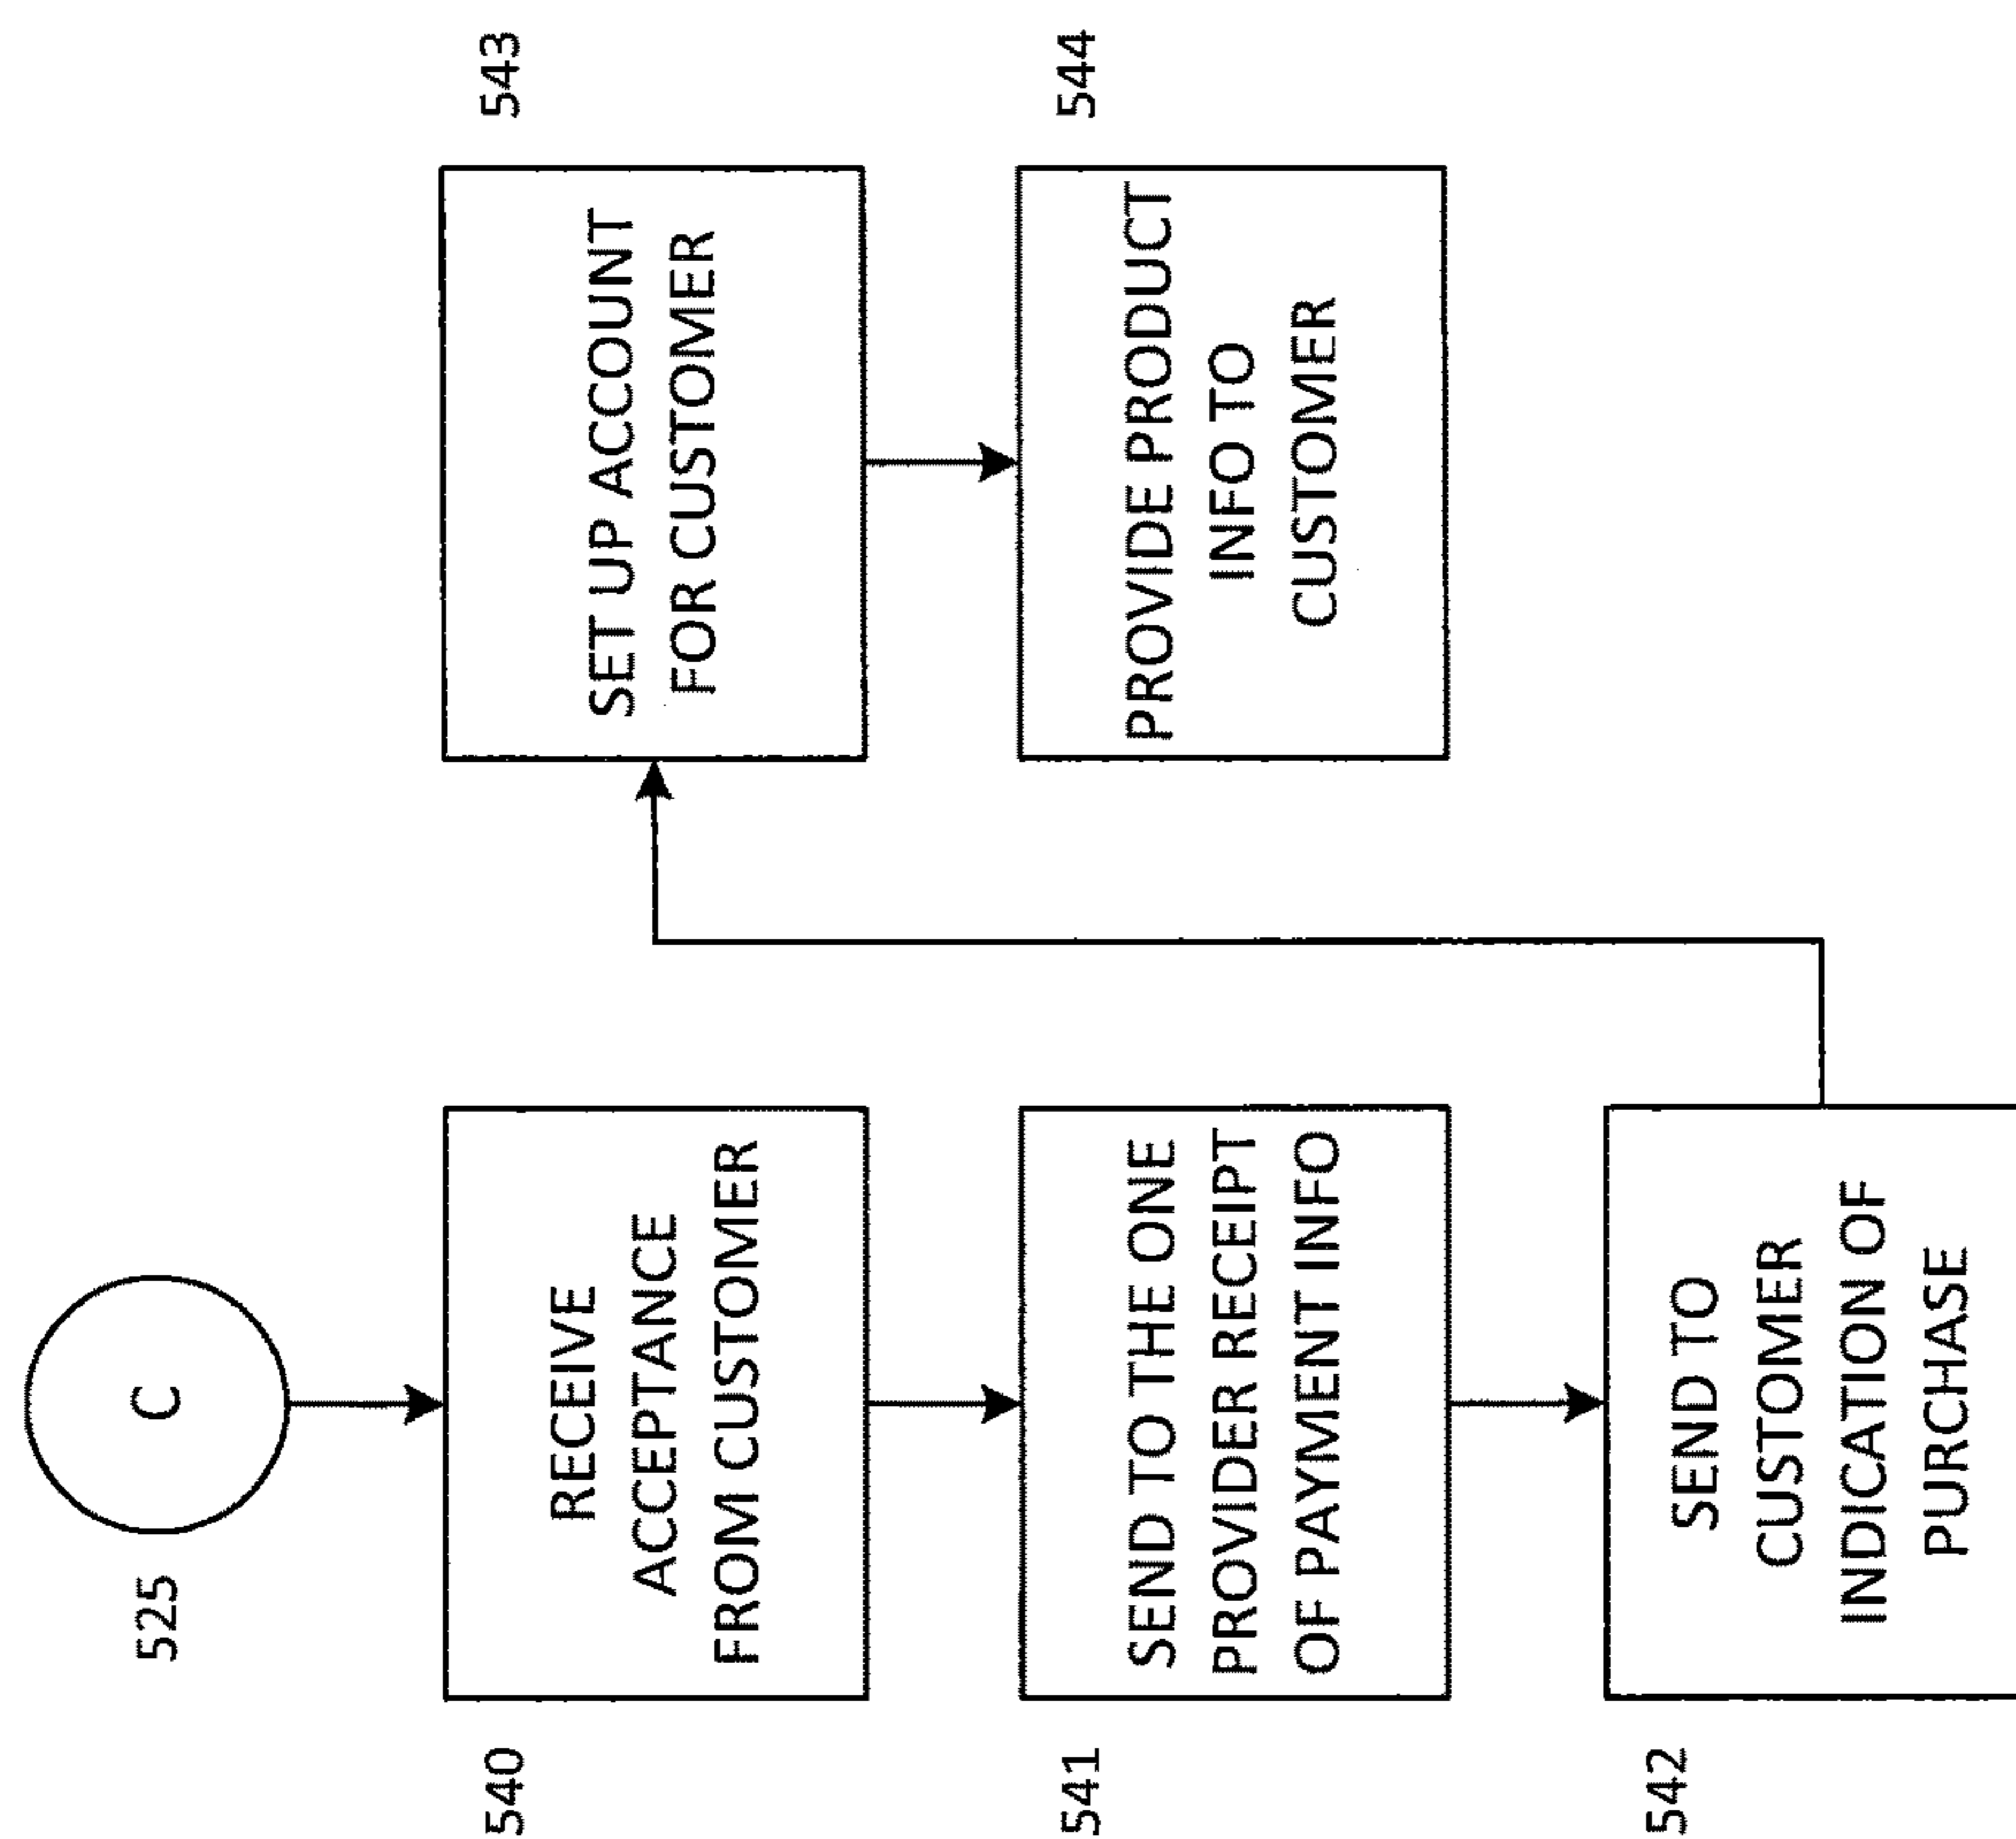 525
C
540
RECEIVE
ACCEPTANCE
FROM CUSTOMER
541
SEND TO THE ONE
PROVIDER RECEIPT
OF PAYMENT INFO
542
SEND TO
CUSTOMER
INDICATION OF
PURCHASE
543
SET UP ACCOUNT
FOR CUSTOMER
544
PROVIDE PRODUCT
INFO TO
CUSTOMER